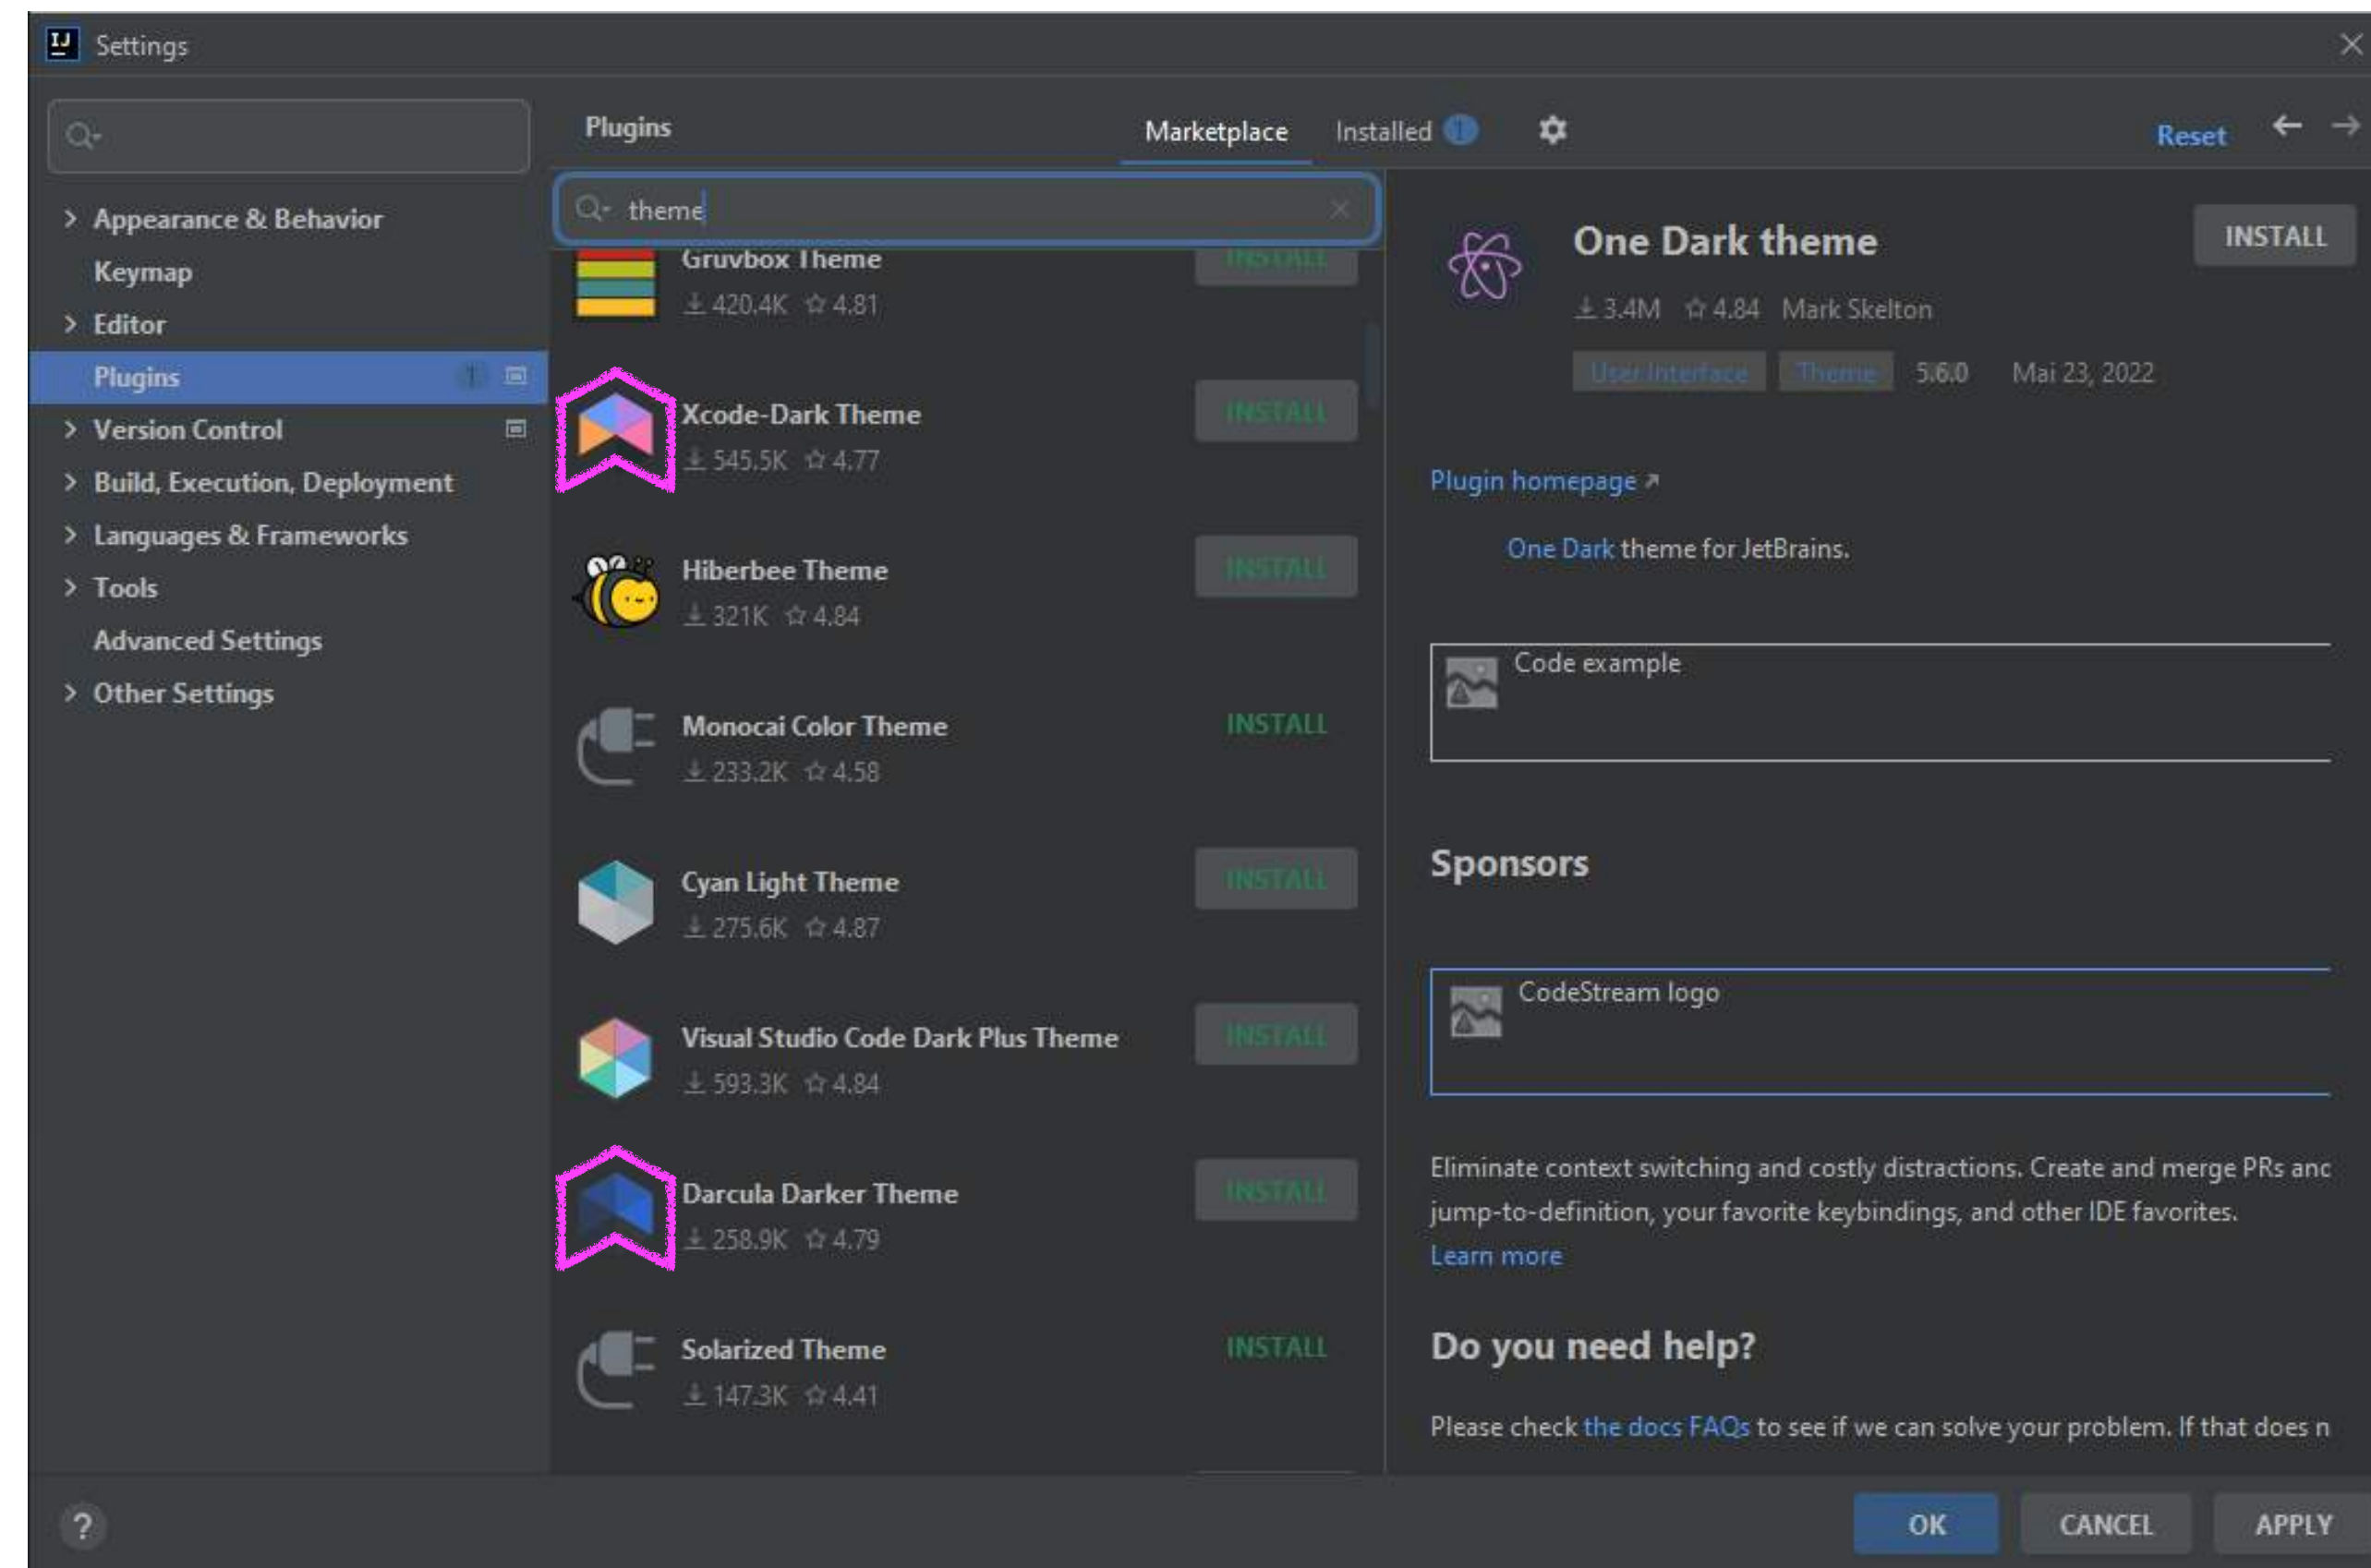 IJ Settings
Plugins
Marketplace
Installed 1
Reset
theme
Appearance & Behavior
Keymap
Editor
Plugins 1
Version Control
Build, Execution, Deployment
Languages & Frameworks
Tools
Advanced Settings
Other Settings
Gruvbox Theme
INSTALL
420.4K 4.81
Xcode-Dark Theme
INSTALL
545.5K 4.77
Hiberbee Theme
INSTALL
321K 4.84
Monocai Color Theme
INSTALL
233.2K 4.58
Cyan Light Theme
INSTALL
275.6K 4.87
Visual Studio Code Dark Plus Theme
INSTALL
593.3K 4.84
Darcula Darker Theme
INSTALL
258.9K 4.79
Solarized Theme
INSTALL
147.3K 4.41
One Dark theme
INSTALL
3.4M 4.84 Mark Skelton
User Interface Theme 5.6.0 Mai 23, 2022
Plugin homepage
One Dark theme for JetBrains.
Code example
Sponsors
CodeStream logo
Eliminate context switching and costly distractions. Create and merge PRs and
jump-to-definition, your favorite keybindings, and other IDE favorites.
Learn more
Do you need help?
Please check the docs FAQs to see if we can solve your problem. If that does n
?
OK
CANCEL
APPLY